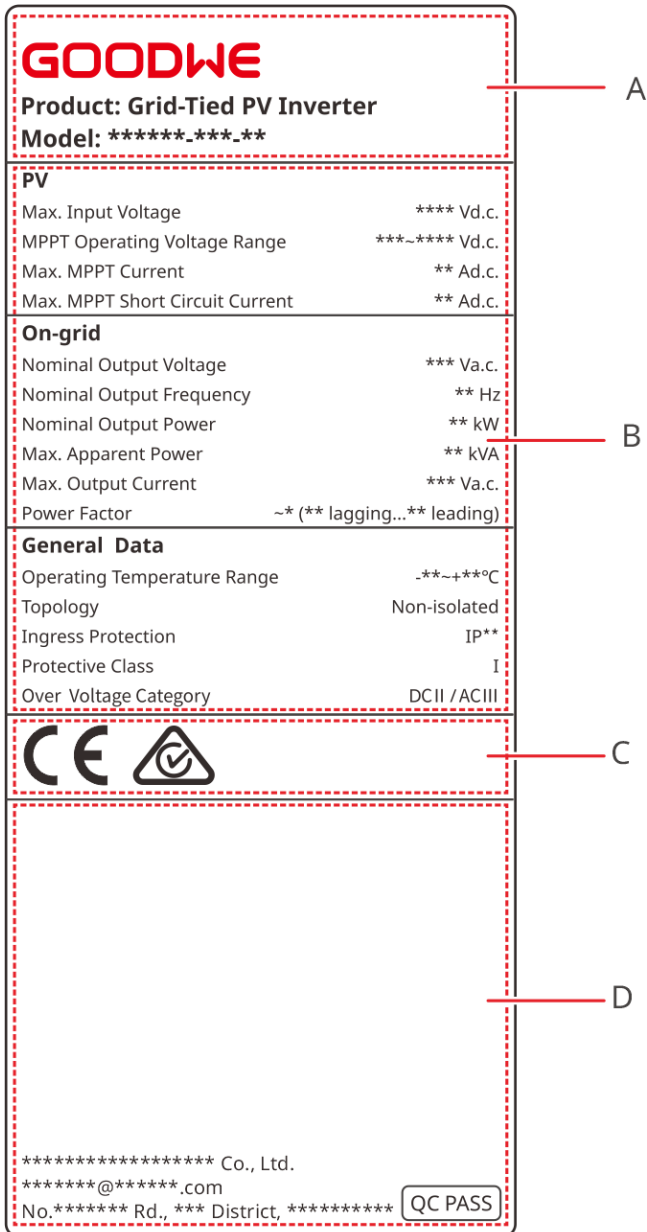 GOODWE
Product: Grid-Tied PV Inverter
Model: ******-***-**
A
PV
Max. Input Voltage **** Vd.c.
MPPT Operating Voltage Range ***~**** Vd.c.
Max. MPPT Current ** Ad.c.
Max. MPPT Short Circuit Current ** Ad.c.
On-grid
Nominal Output Voltage *** Va.c.
Nominal Output Frequency ** Hz
Nominal Output Power ** kW
B
Max. Apparent Power ** kVA
Max. Output Current *** Va.c.
Power Factor ~* (** lagging...** leading)
General Data
Operating Temperature Range -**~+**℃
Topology Non-isolated
Ingress Protection IP**
Protective Class I
Over Voltage Category DCII / ACIII
CE
C
D
****************** Co., Ltd.
*******@******.com
No.******* Rd., *** District, **********
QC PASS